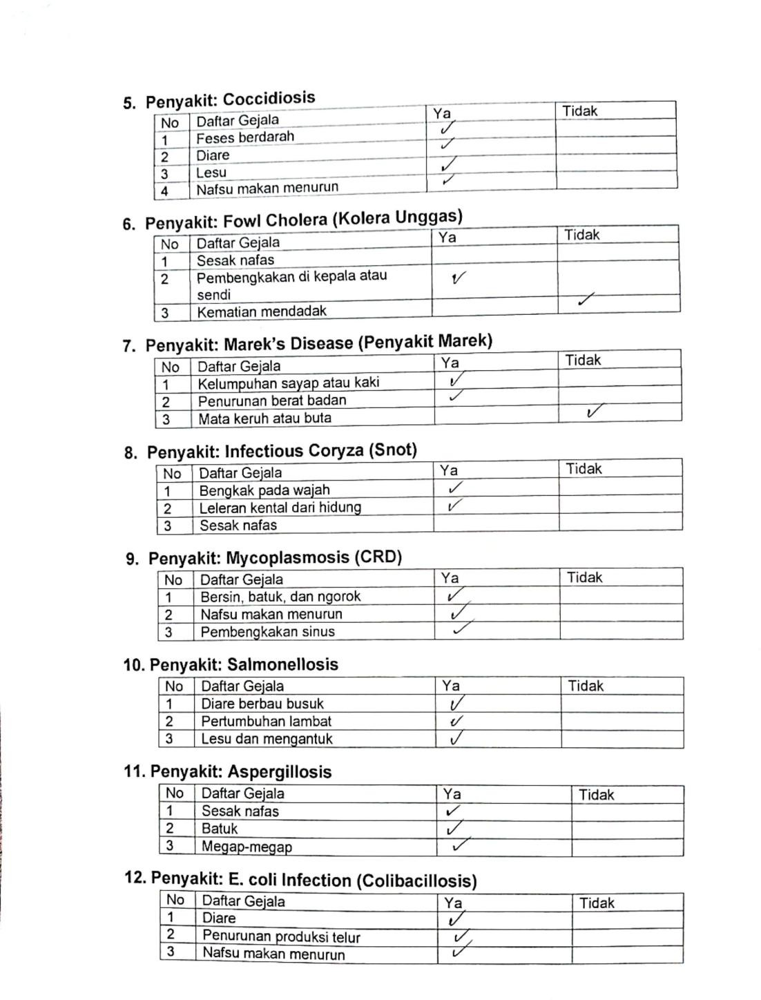 5. Penyakit: Coccidiosis
No Daftar Gejala Ya Tidak
1 Feses berdarah ✓
2 Diare ✓
3 Lesu ✓
4 Nafsu makan menurun ✓
6. Penyakit: Fowl Cholera (Kolera Unggas)
No Daftar Gejala Ya Tidak
1 Sesak nafas
2 Pembengkakan di kepala atau ✓
sendi
3 Kematian mendadak ✓
7. Penyakit: Marek's Disease (Penyakit Marek)
No Daftar Gejala Ya Tidak
1 Kelumpuhan sayap atau kaki ✓
2 Penurunan berat badan ✓
3 Mata keruh atau buta ✓
8. Penyakit: Infectious Coryza (Snot)
No Daftar Gejala Ya Tidak
1 Bengkak pada wajah ✓
2 Leleran kental dari hidung ✓
3 Sesak nafas
9. Penyakit: Mycoplasmosis (CRD)
No Daftar Gejala Ya Tidak
1 Bersin, batuk, dan ngorok ✓
2 Nafsu makan menurun ✓
3 Pembengkakan sinus ✓
10. Penyakit: Salmonellosis
No Daftar Gejala Ya Tidak
1 Diare berbau busuk ✓
2 Pertumbuhan lambat ✓
3 Lesu dan mengantuk ✓
11. Penyakit: Aspergillosis
No Daftar Gejala Ya Tidak
1 Sesak nafas ✓
2 Batuk ✓
3 Megap-megap ✓
12. Penyakit: E. coli Infection (Colibacillosis)
No Daftar Gejala Ya Tidak
1 Diare ✓
2 Penurunan produksi telur ✓
3 Nafsu makan menurun ✓